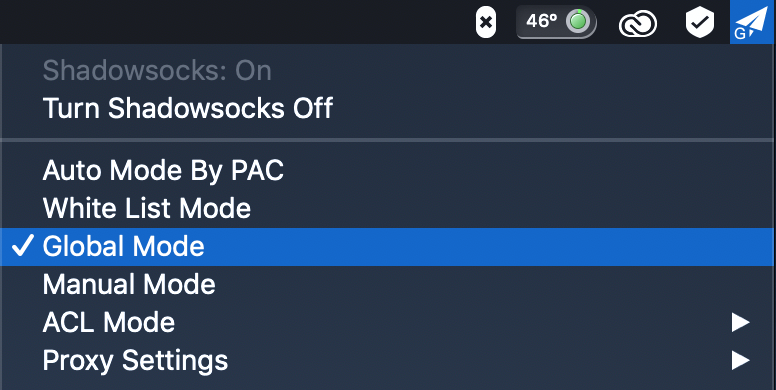 46°
G
Shadowsocks: On
Turn Shadowsocks Off
Auto Mode By PAC
White List Mode
Global Mode
Manual Mode
ACL Mode
Proxy Settings